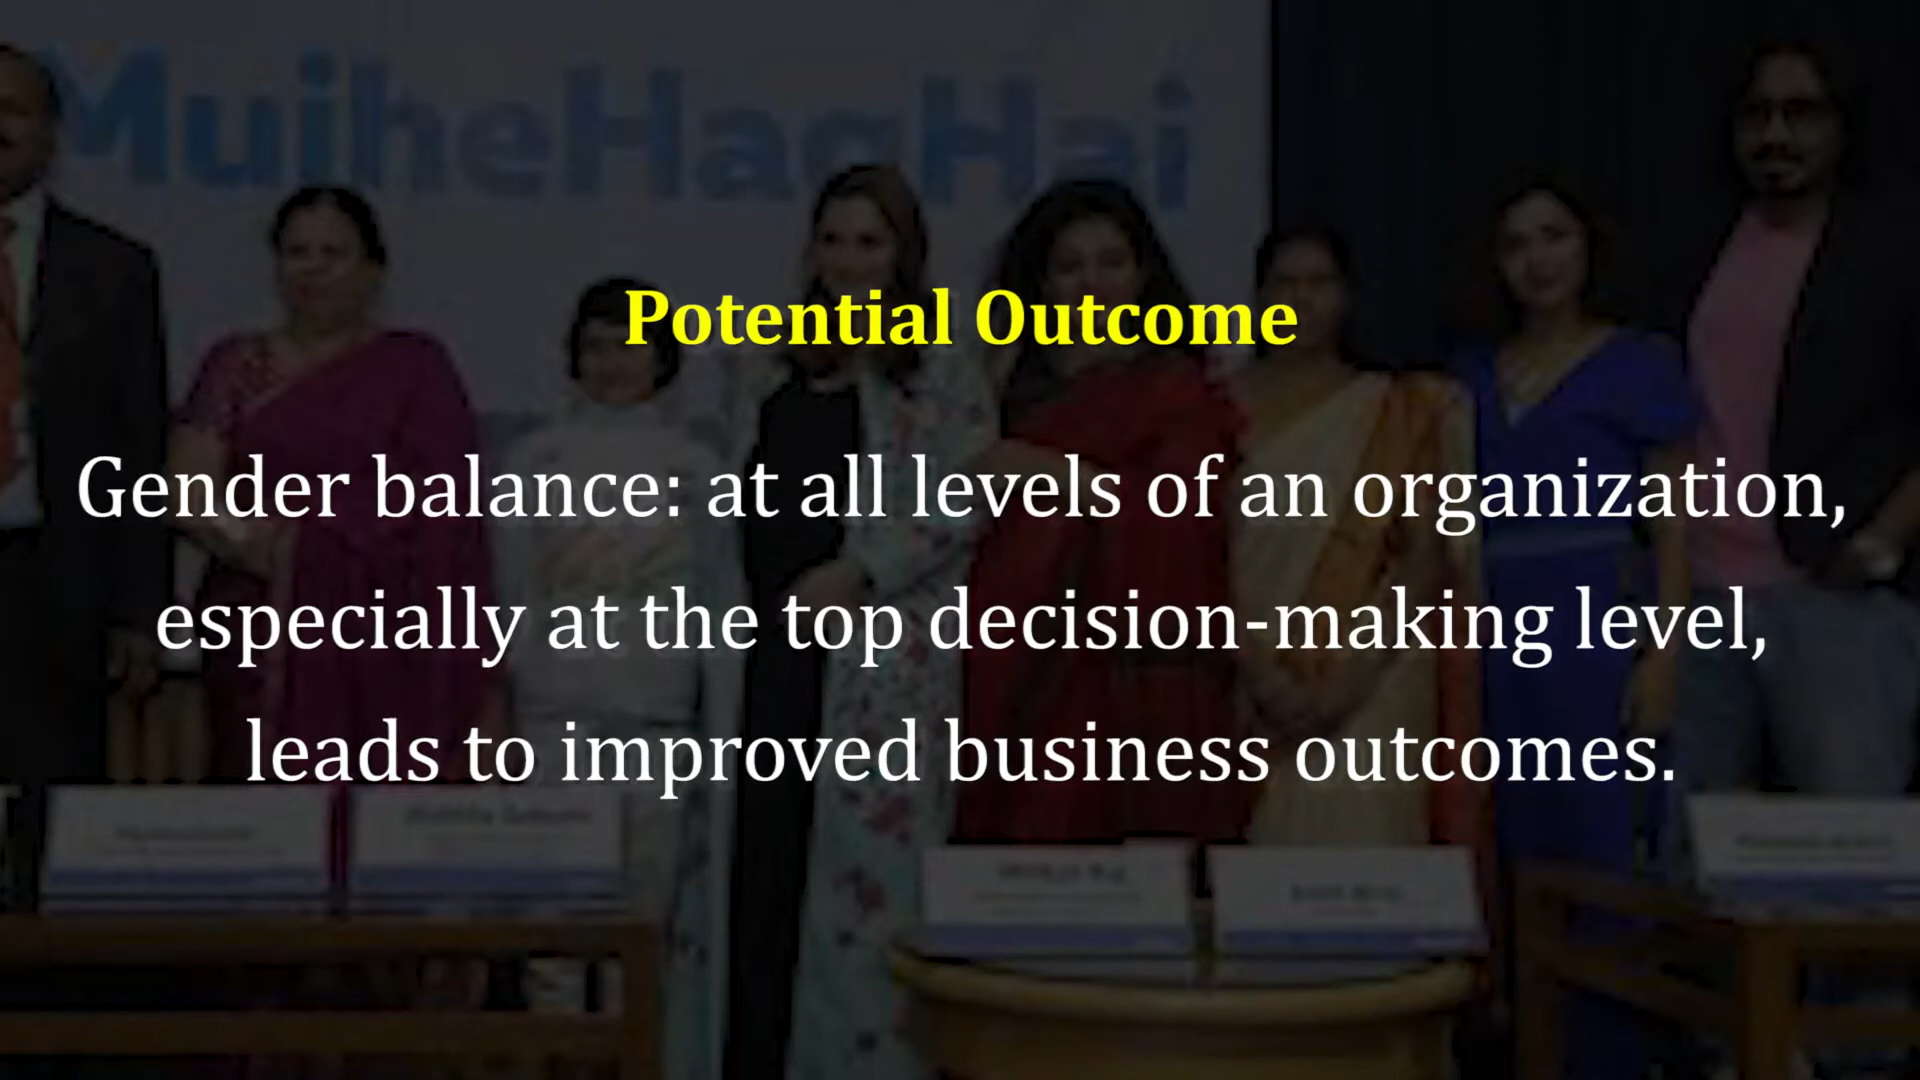 MujheHaqHai
Potential Outcome
Gender balance: at all levels of an organization,
especially at the top decision-making level,
leads to improved business outcomes.